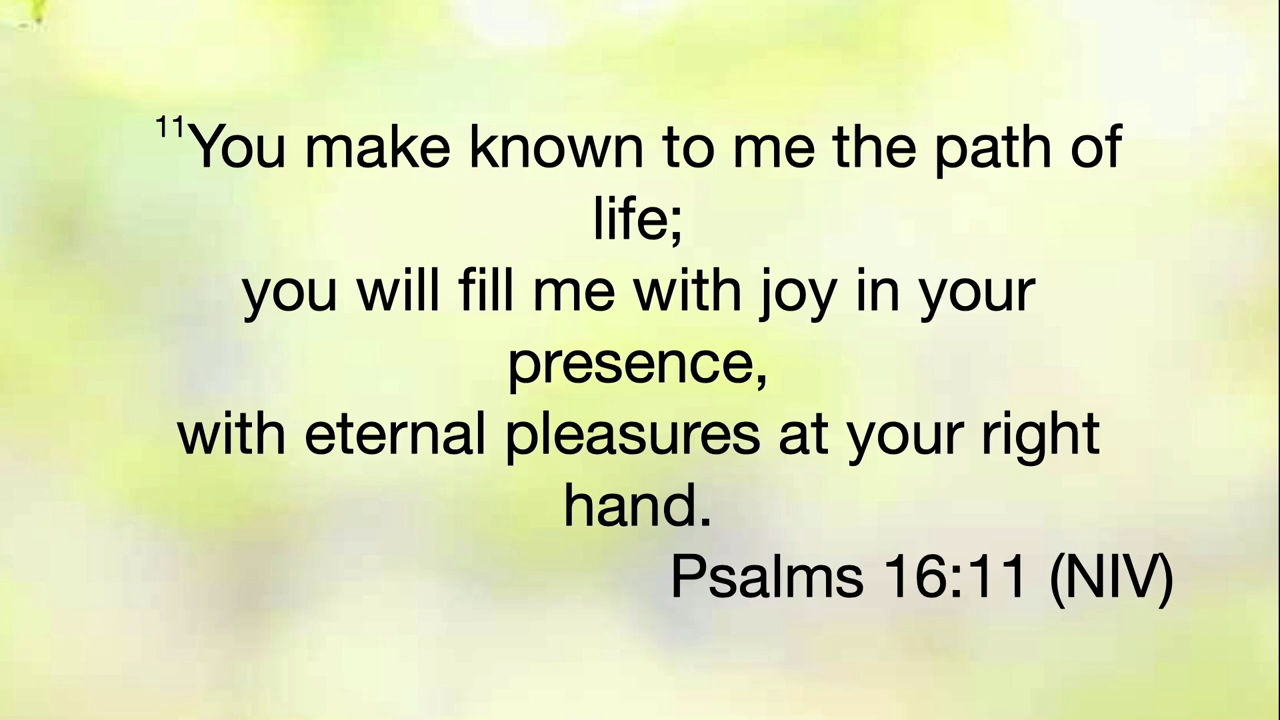 11You make known to me the path of
life;
you will fill me with joy in your
presence,
with eternal pleasures at your right
hand.
Psalms 16:11 (NIV)